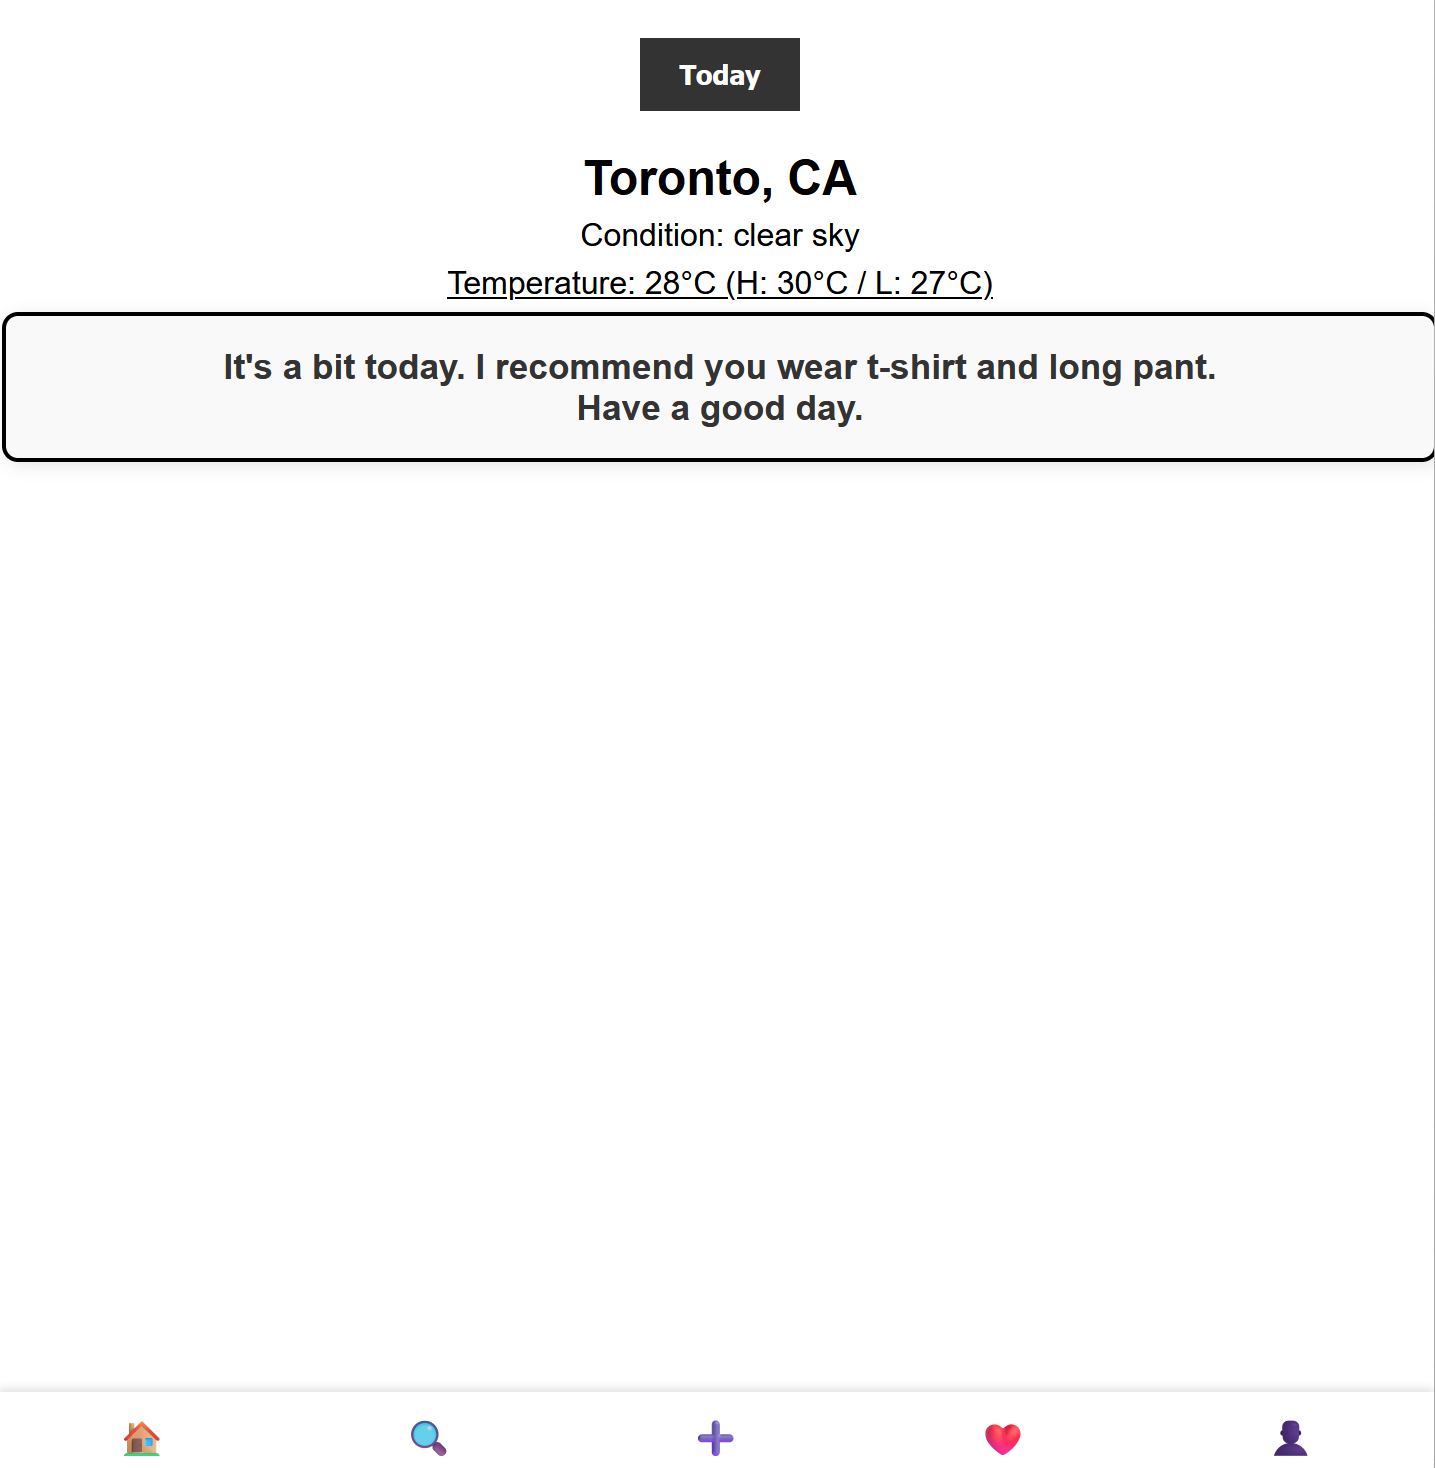 Today
Toronto, CA
Condition: clear sky
Temperature: 28°C (H: 30°C / L: 27°C)
It's a bit today. I recommend you wear t-shirt and long pant.
Have a good day.